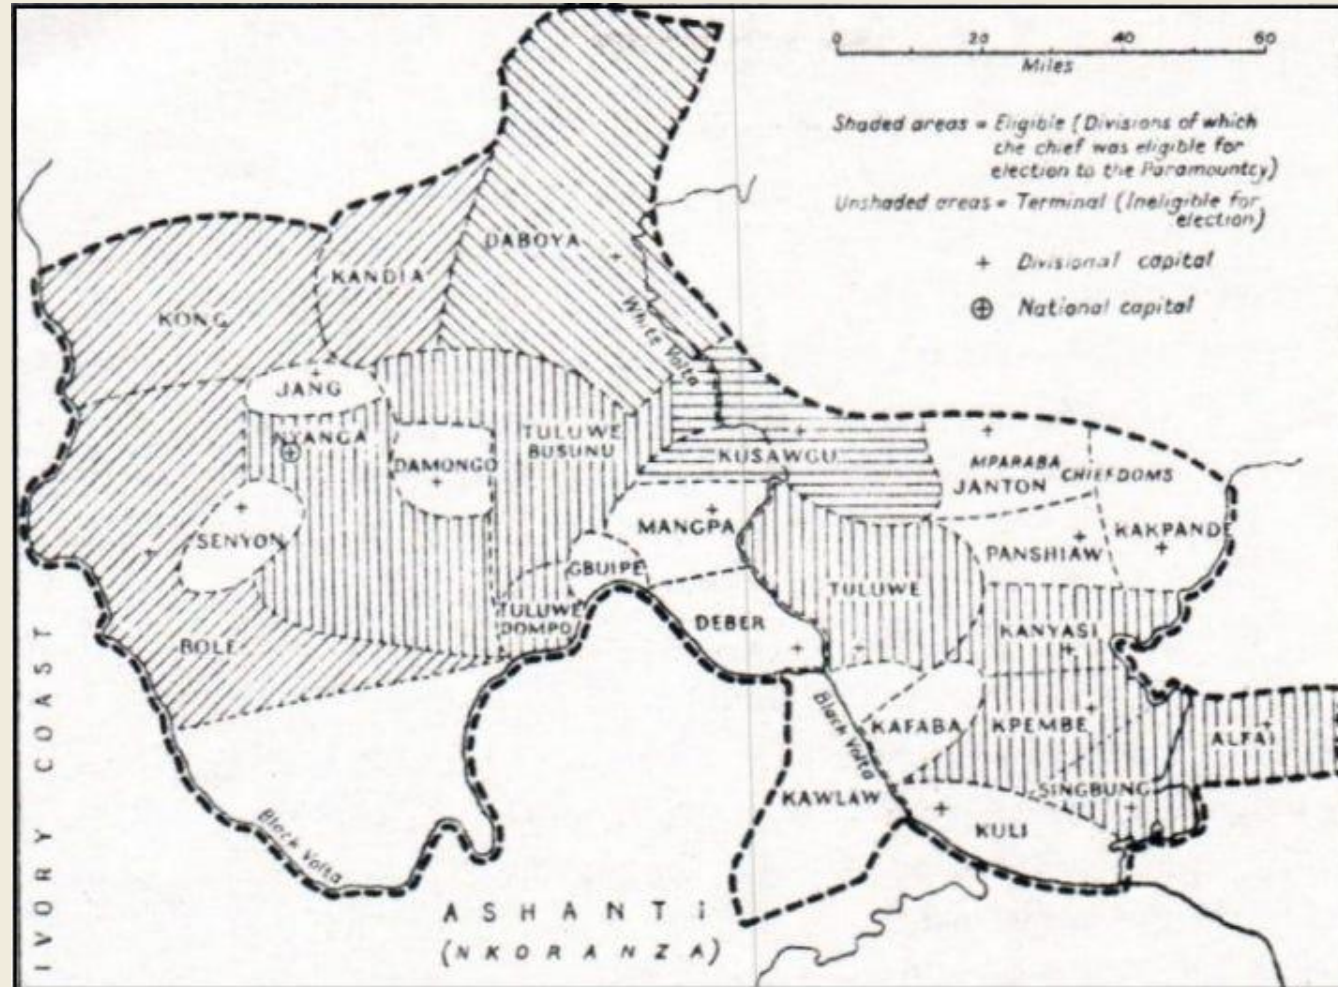 0 20 40 60
Miles
Shaded areas = Eligible (Divisions of which
the chief was eligible for
election to the Paramountcy)
Unshaded areas = Terminal (Ineligible for
election)
+ Divisional capital
⊕ National capital
DABOYA
KANDIA
KONG
White Volta
JANG
NYANGA
TULUWE
BUSUNU
DAMONGO
KUSAWGU
MPARABA
CHIEFDOMS
JANTON
MANGPA
SENYON
PANSHIAW
KAKPANDE
GBUIPE
TULUWE
TULUWE
DOMPO
DEBER
KANYASI
BOLE
Black Volta
KAFABA
KPEMBE
ALFAI
KAWLAW
SINGBUNG
KULI
Black Volta
IVORY COAST
ASHANTI
(NKORANZA)